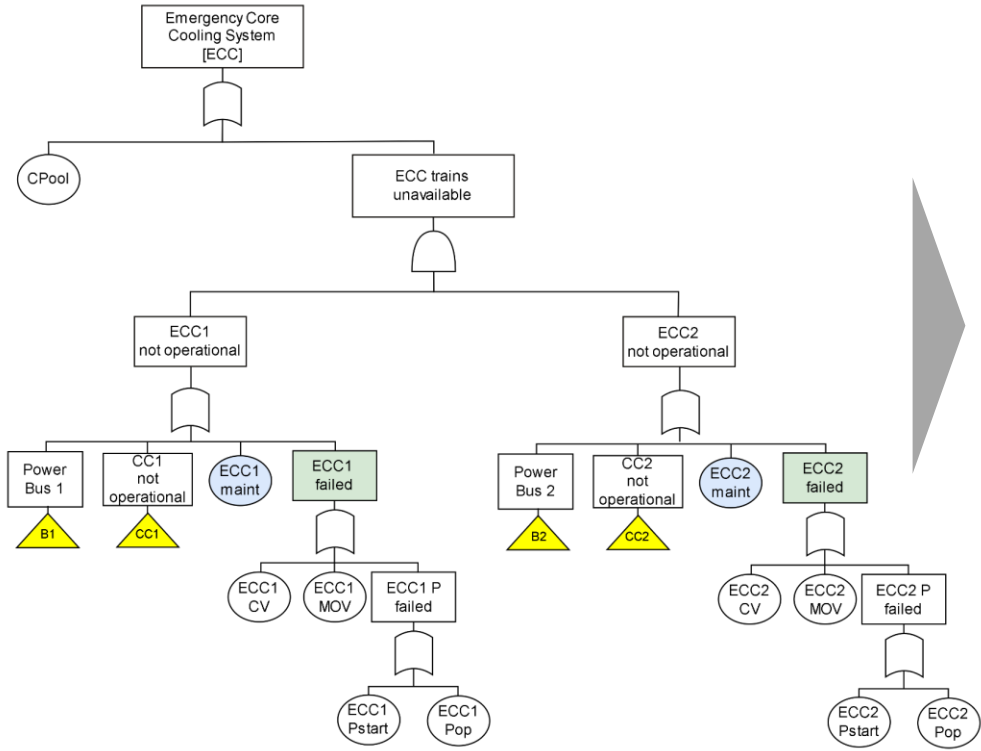 Emergency Core
Cooling System
[ECC]
CPool
ECC trains
unavailable
ECC1
not operational
ECC2
not operational
Power
Bus 1
CC1
not
operational
ECC1
maint
ECC1
failed
Power
Bus 2
CC2
not
operational
ECC2
maint
ECC2
failed
B1
CC1
B2
CC2
ECC1
CV
ECC1
MOV
ECC1 P
failed
ECC2
CV
ECC2
MOV
ECC2 P
failed
ECC1
Pstart
ECC1
Pop
ECC2
Pstart
ECC2
Pop